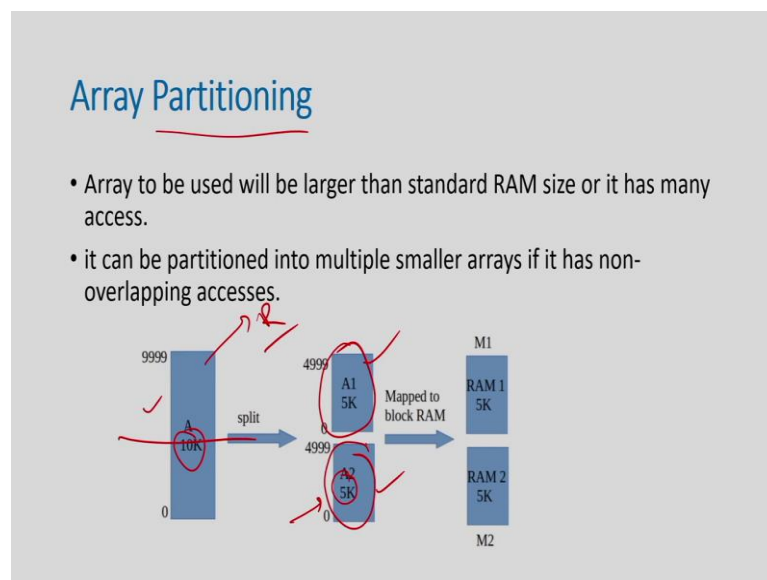 Array Partitioning
• Array to be used will be larger than standard RAM size or it has many
access.
• it can be partitioned into multiple smaller arrays if it has non-
overlapping accesses.
9999
A
10K
0
split
4999
A1
5K
0
4999
A2
5K
0
Mapped to
block RAM
M1
RAM 1
5K
RAM 2
5K
M2